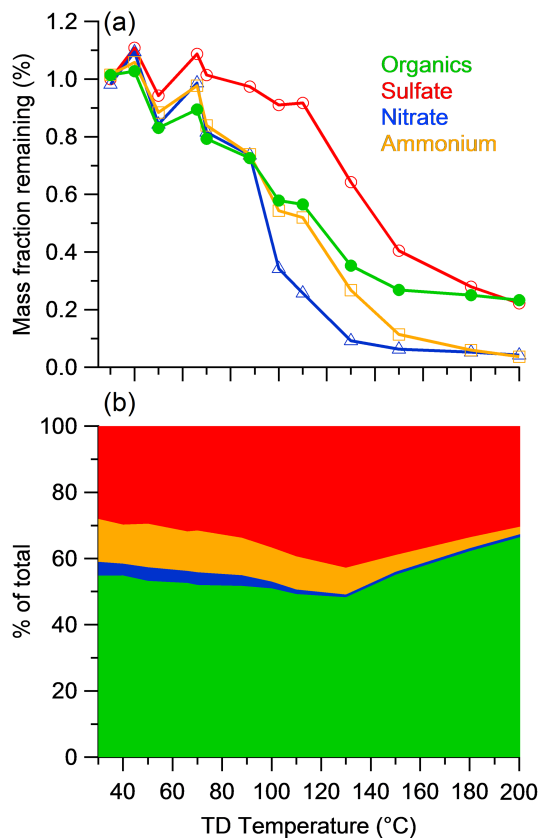 (a)
1.2
1.0
0.8
0.6
0.4
0.2
0.0
Mass fraction remaining (%)
Organics
Sulfate
Nitrate
Ammonium
(b)
100
80
60
40
20
0
% of total
40 60 80 100 120 140 160 180 200
TD Temperature (°C)